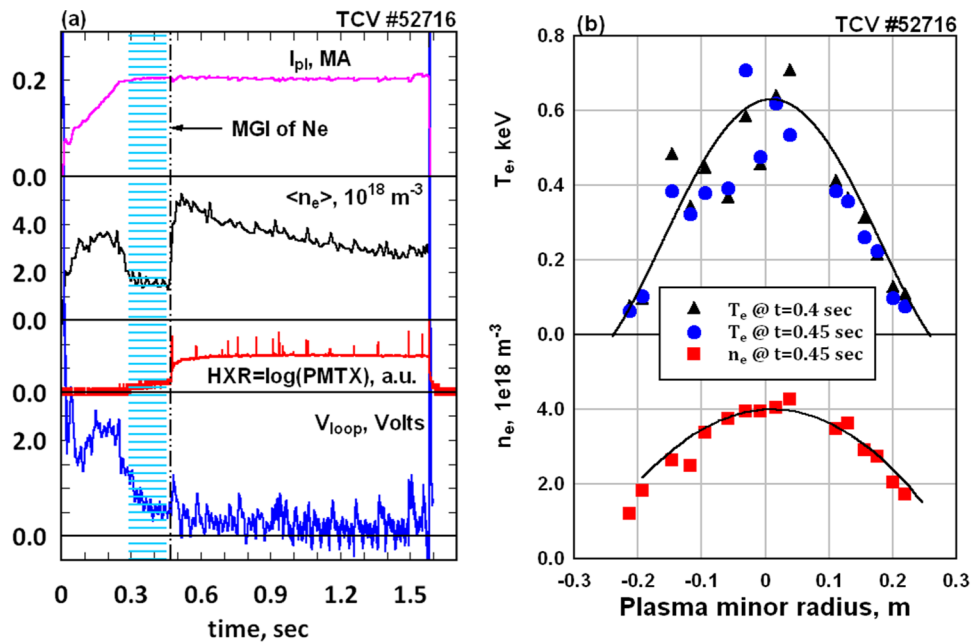 (a)
TCV #52716
I_pl, MA
0.2
MGI of Ne
0.0
<n_e>, 10^18 m^-3
4.0
2.0
0.0
HXR=log(PMTX), a.u.
0.0
V_loop, Volts
2.0
0.0
0 0.3 0.6 0.9 1.2 1.5
time, sec
(b)
TCV #52716
0.8
0.6
0.4
0.2
0.0
T_e, keV
▲ T_e @ t=0.4 sec
● T_e @ t=0.45 sec
■ n_e @ t=0.45 sec
n_e, 1e18 m^-3
4.0
2.0
0.0
-0.3 -0.2 -0.1 0 0.1 0.2 0.3
Plasma minor radius, m